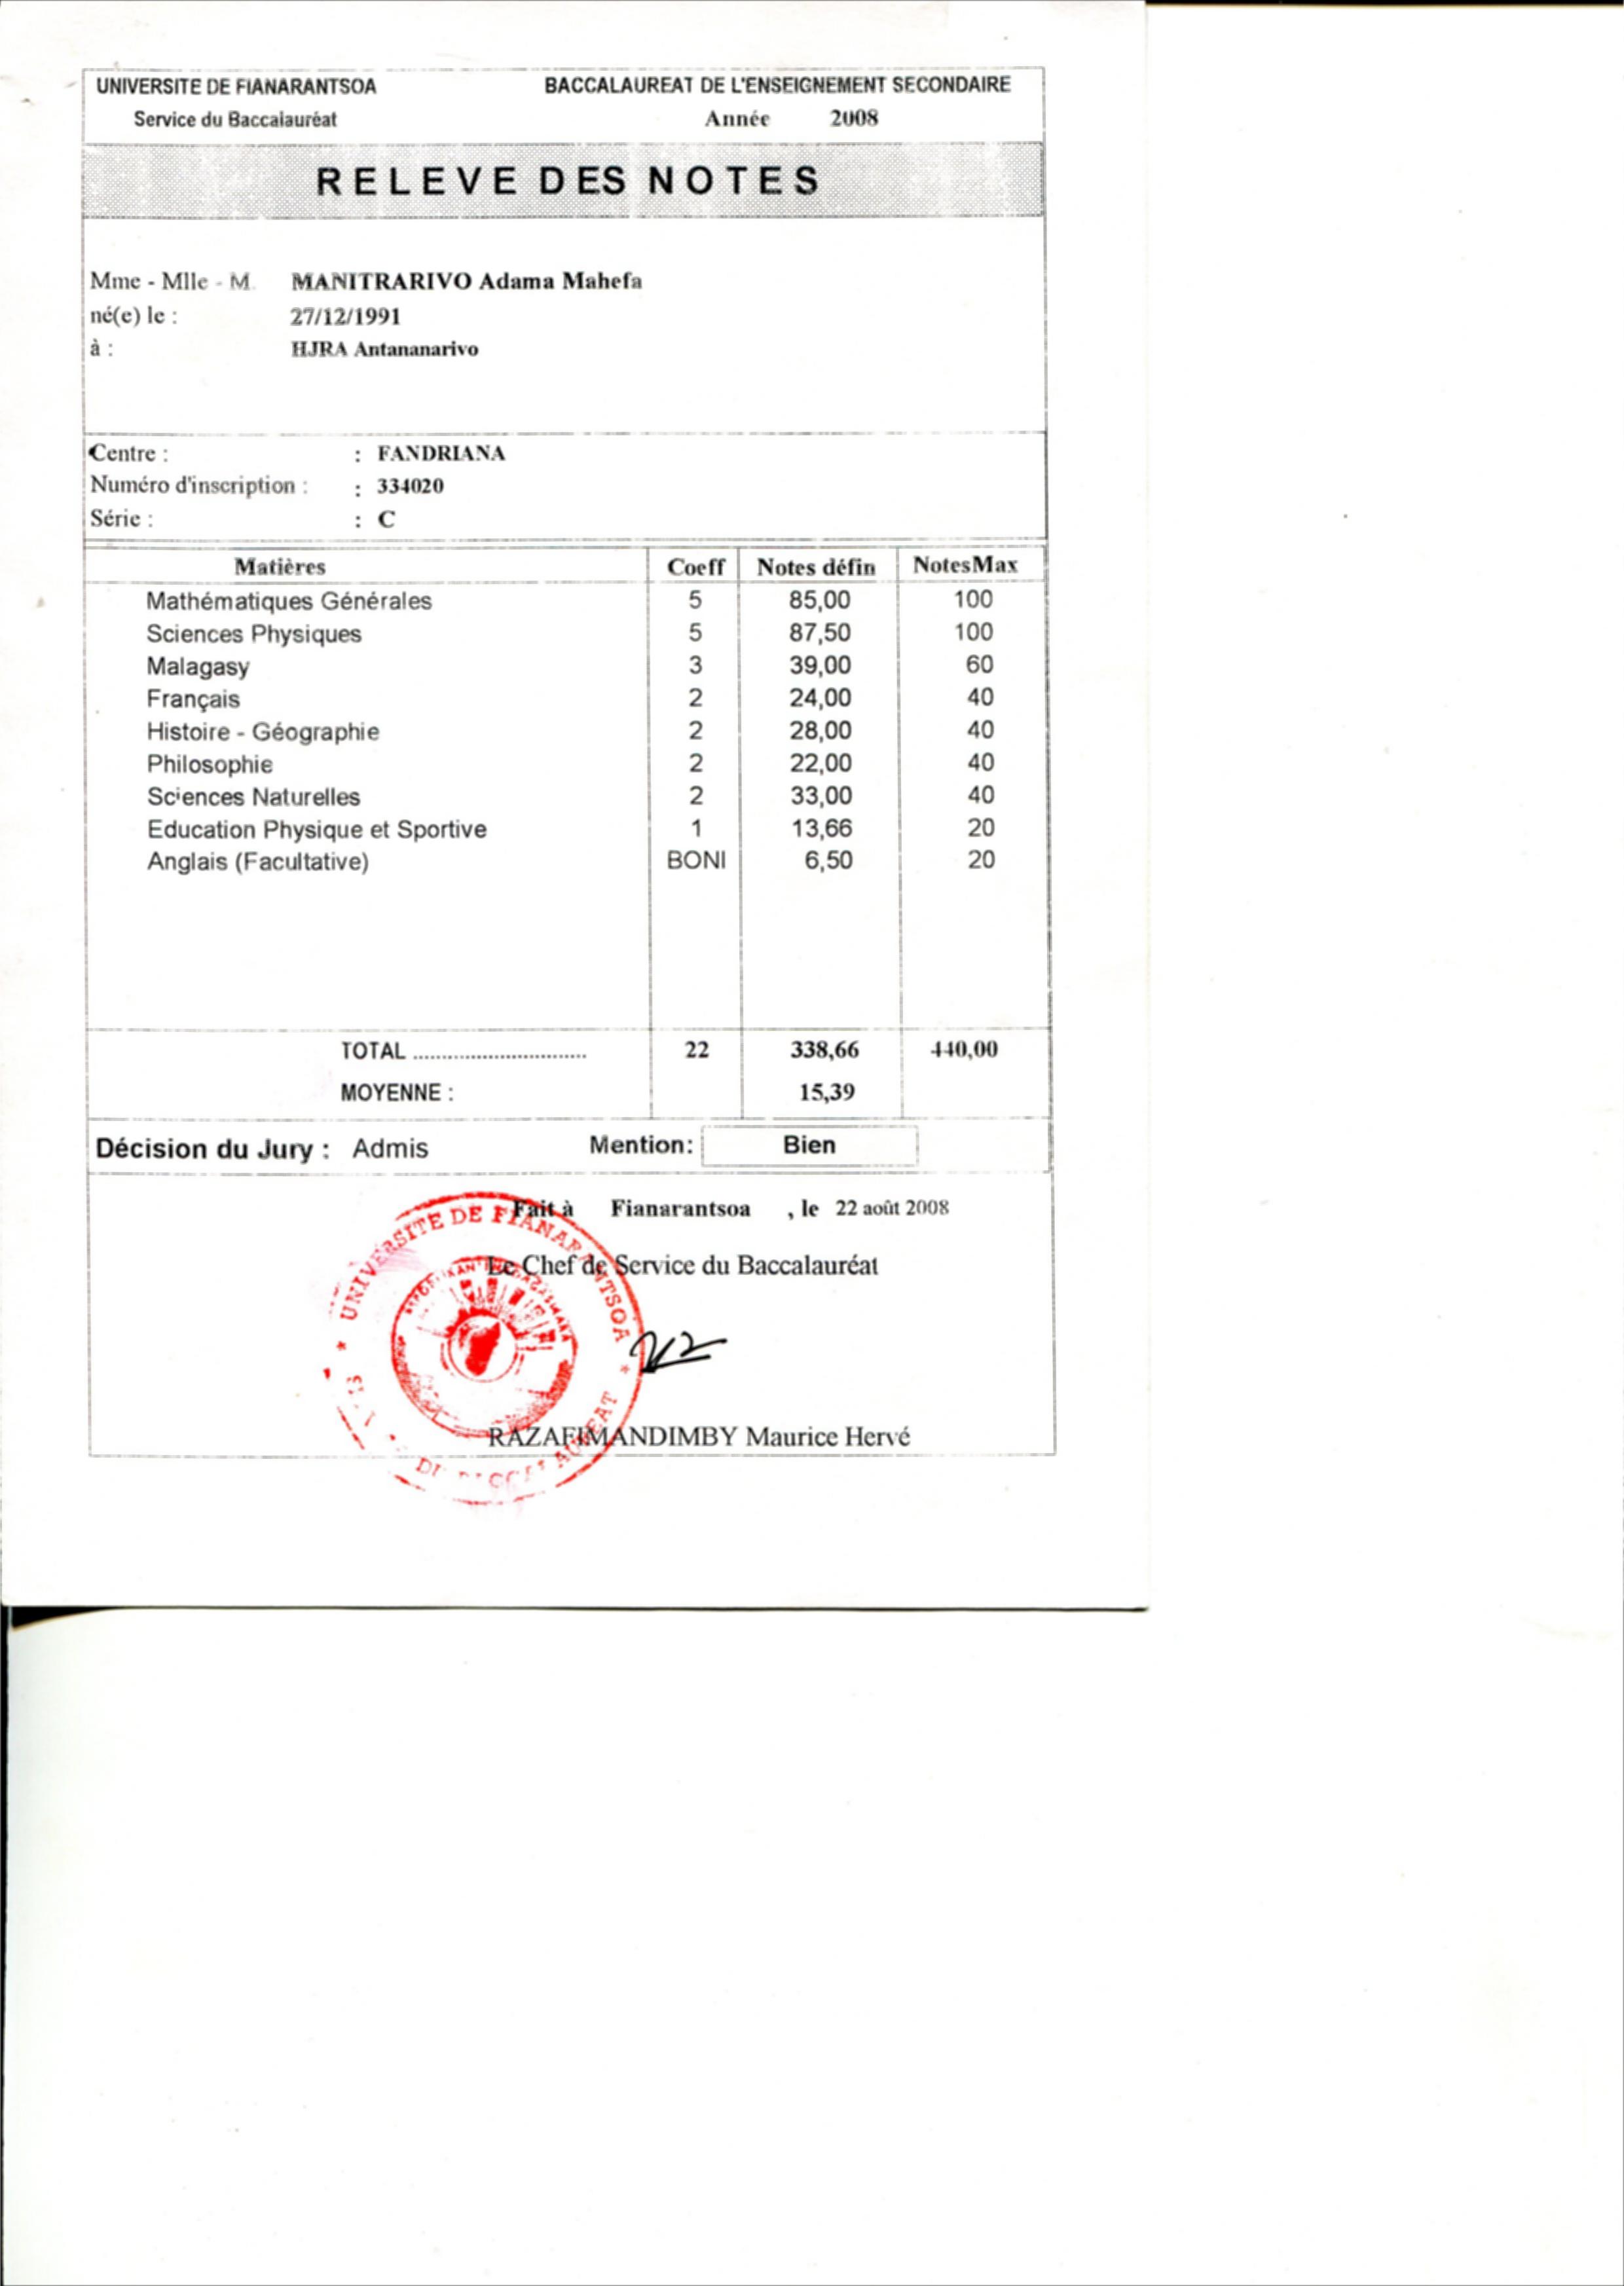 UNIVERSITE DE FIANARANTSOA BACCALAUREAT DE L'ENSEIGNEMENT SECONDAIRE
Service du Baccalauréat Année 2008
RELEVE DES NOTES
Mme - Mlle - M. MANITRARIVO Adama Mahefa
né(e) le : 27/12/1991
à : HJRA Antananarivo
Centre : : FANDRIANA
Numéro d'inscription : : 334020
Série : : C
Matières Coeff Notes défin NotesMax
Mathématiques Générales 5 85,00 100
Sciences Physiques 5 87,50 100
Malagasy 3 39,00 60
Français 2 24,00 40
Histoire - Géographie 2 28,00 40
Philosophie 2 22,00 40
Sciences Naturelles 2 33,00 40
Education Physique et Sportive 1 13,66 20
Anglais (Facultative) BONI 6,50 20
TOTAL .............................. 22 338,66 440,00
MOYENNE : 15,39
Décision du Jury : Admis Mention: Bien
Fait à Fianarantsoa , le 22 août 2008
Le Chef de Service du Baccalauréat
RAZAFIMANDIMBY Maurice Hervé
* UNIVERSITE DE FIANARANTSOA *